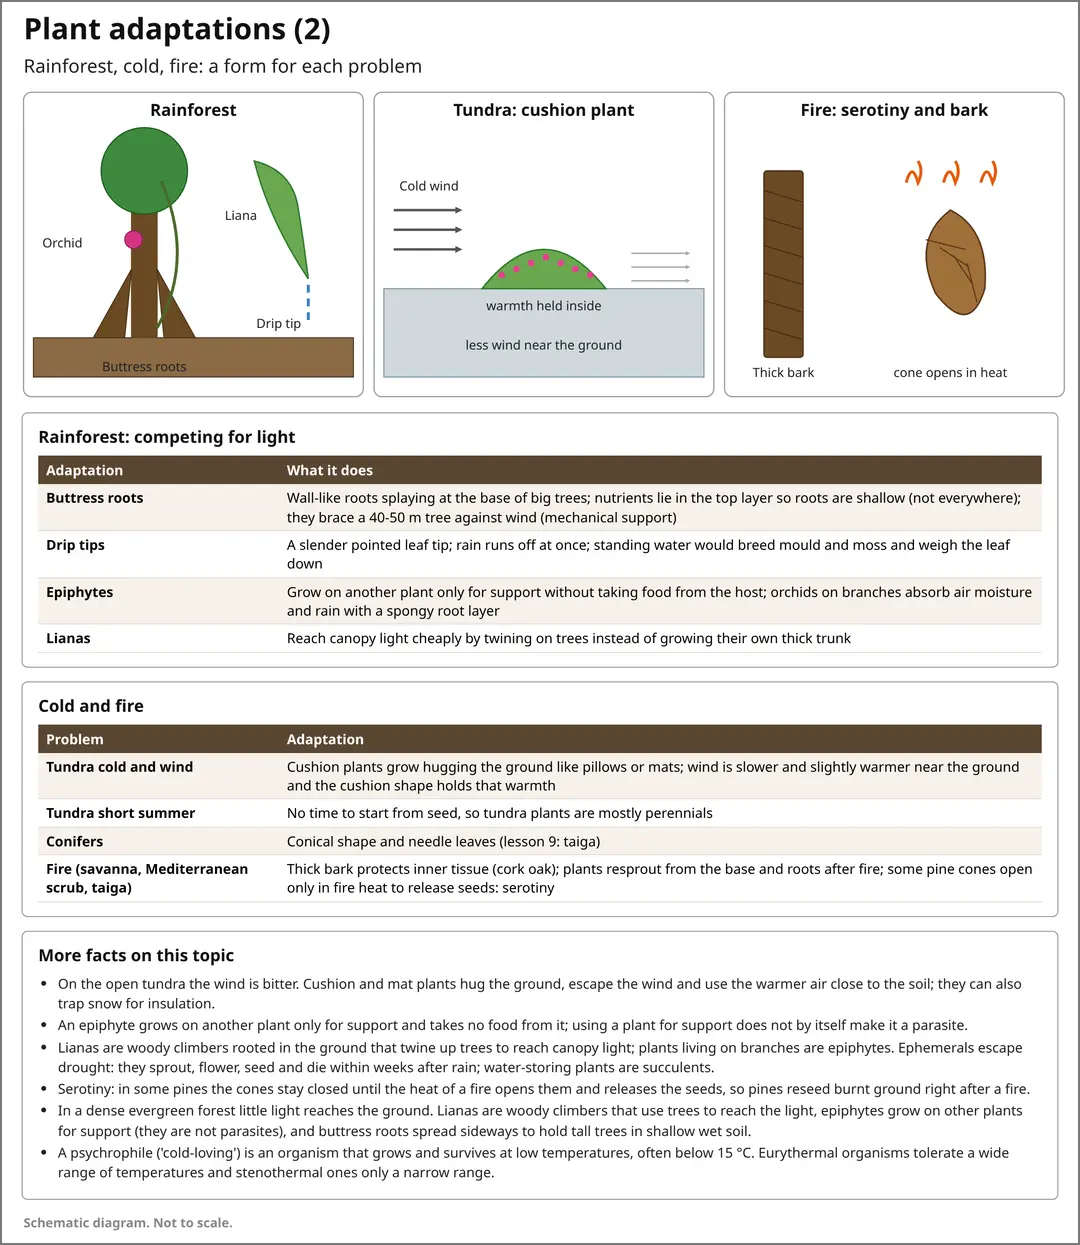 Plant adaptations (2)
Rainforest, cold, fire: a form for each problem
Rainforest
Orchid
Liana
Drip tip
Buttress roots
Tundra: cushion plant
Cold wind
warmth held inside
less wind near the ground
Fire: serotiny and bark
Thick bark
cone opens in heat
Rainforest: competing for light
Adaptation What it does
Buttress roots Wall-like roots splaying at the base of big trees; nutrients lie in the top layer so roots are shallow (not everywhere);
they brace a 40-50 m tree against wind (mechanical support)
Drip tips A slender pointed leaf tip; rain runs off at once; standing water would breed mould and moss and weigh the leaf
down
Epiphytes Grow on another plant only for support without taking food from the host; orchids on branches absorb air moisture
and rain with a spongy root layer
Lianas Reach canopy light cheaply by twining on trees instead of growing their own thick trunk
Cold and fire
Problem Adaptation
Tundra cold and wind Cushion plants grow hugging the ground like pillows or mats; wind is slower and slightly warmer near the ground
and the cushion shape holds that warmth
Tundra short summer No time to start from seed, so tundra plants are mostly perennials
Conifers Conical shape and needle leaves (lesson 9: taiga)
Fire (savanna, Mediterranean Thick bark protects inner tissue (cork oak); plants resprout from the base and roots after fire; some pine cones open
scrub, taiga) only in fire heat to release seeds: serotiny
More facts on this topic
• On the open tundra the wind is bitter. Cushion and mat plants hug the ground, escape the wind and use the warmer air close to the soil; they can also
trap snow for insulation.
• An epiphyte grows on another plant only for support and takes no food from it; using a plant for support does not by itself make it a parasite.
• Lianas are woody climbers rooted in the ground that twine up trees to reach canopy light; plants living on branches are epiphytes. Ephemerals escape
drought: they sprout, flower, seed and die within weeks after rain; water-storing plants are succulents.
• Serotiny: in some pines the cones stay closed until the heat of a fire opens them and releases the seeds, so pines reseed burnt ground right after a fire.
• In a dense evergreen forest little light reaches the ground. Lianas are woody climbers that use trees to reach the light, epiphytes grow on other plants
for support (they are not parasites), and buttress roots spread sideways to hold tall trees in shallow wet soil.
• A psychrophile ('cold-loving') is an organism that grows and survives at low temperatures, often below 15 °C. Eurythermal organisms tolerate a wide
range of temperatures and stenothermal ones only a narrow range.
Schematic diagram. Not to scale.